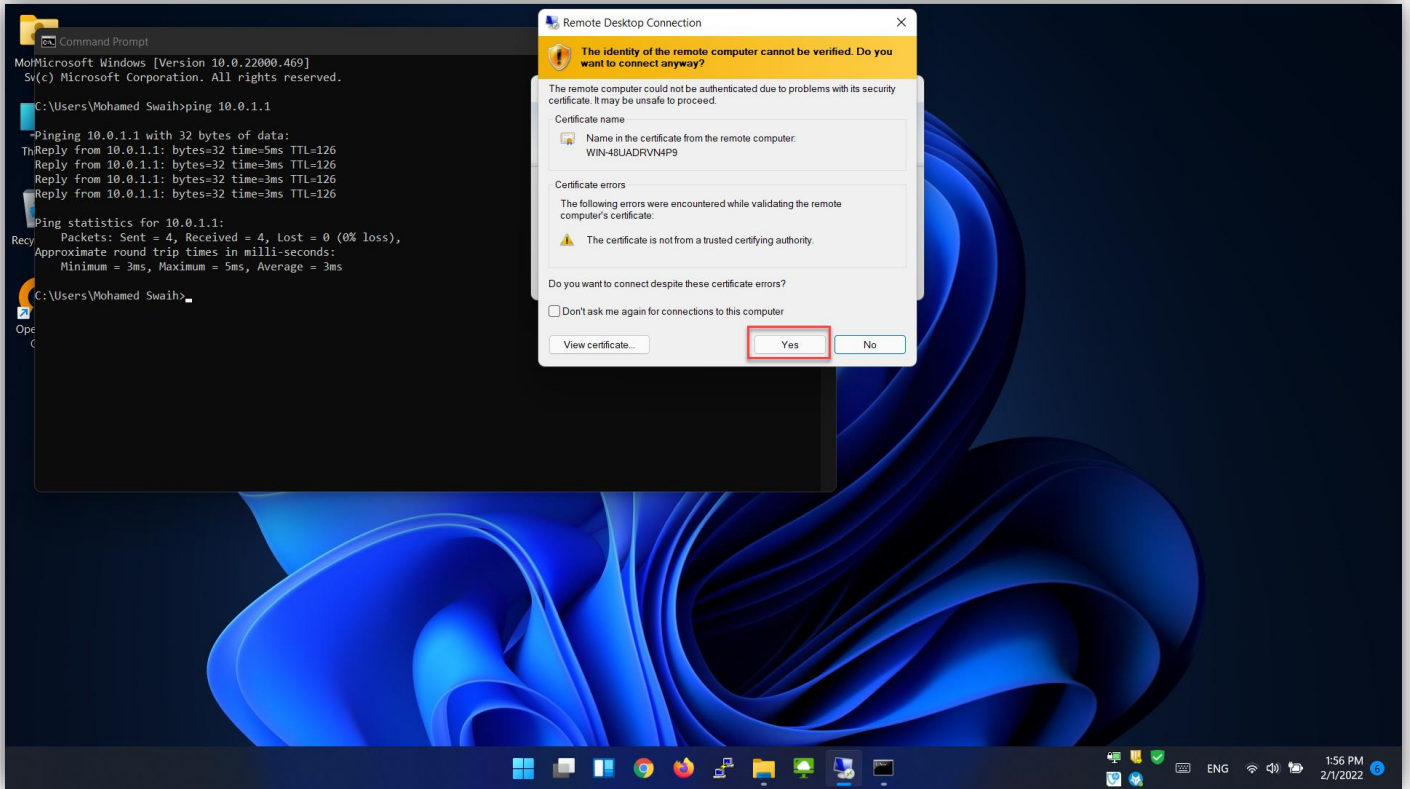 Command Prompt
Microsoft Windows [Version 10.0.22000.469]
(c) Microsoft Corporation. All rights reserved.
C:\Users\Mohamed Swaih>ping 10.0.1.1
Pinging 10.0.1.1 with 32 bytes of data:
Reply from 10.0.1.1: bytes=32 time=5ms TTL=126
Reply from 10.0.1.1: bytes=32 time=3ms TTL=126
Reply from 10.0.1.1: bytes=32 time=3ms TTL=126
Reply from 10.0.1.1: bytes=32 time=3ms TTL=126
Ping statistics for 10.0.1.1:
Packets: Sent = 4, Received = 4, Lost = 0 (0% loss),
Approximate round trip times in milli-seconds:
Minimum = 3ms, Maximum = 5ms, Average = 3ms
C:\Users\Mohamed Swaih>
Remote Desktop Connection
The identity of the remote computer cannot be verified. Do you
want to connect anyway?
The remote computer could not be authenticated due to problems with its security
certificate. It may be unsafe to proceed.
Certificate name
Name in the certificate from the remote computer:
WIN-48UADRVN4P9
Certificate errors
The following errors were encountered while validating the remote
computer's certificate:
The certificate is not from a trusted certifying authority.
Do you want to connect despite these certificate errors?
Don't ask me again for connections to this computer
View certificate...
Yes
No
ENG
1:56 PM
2/1/2022
6